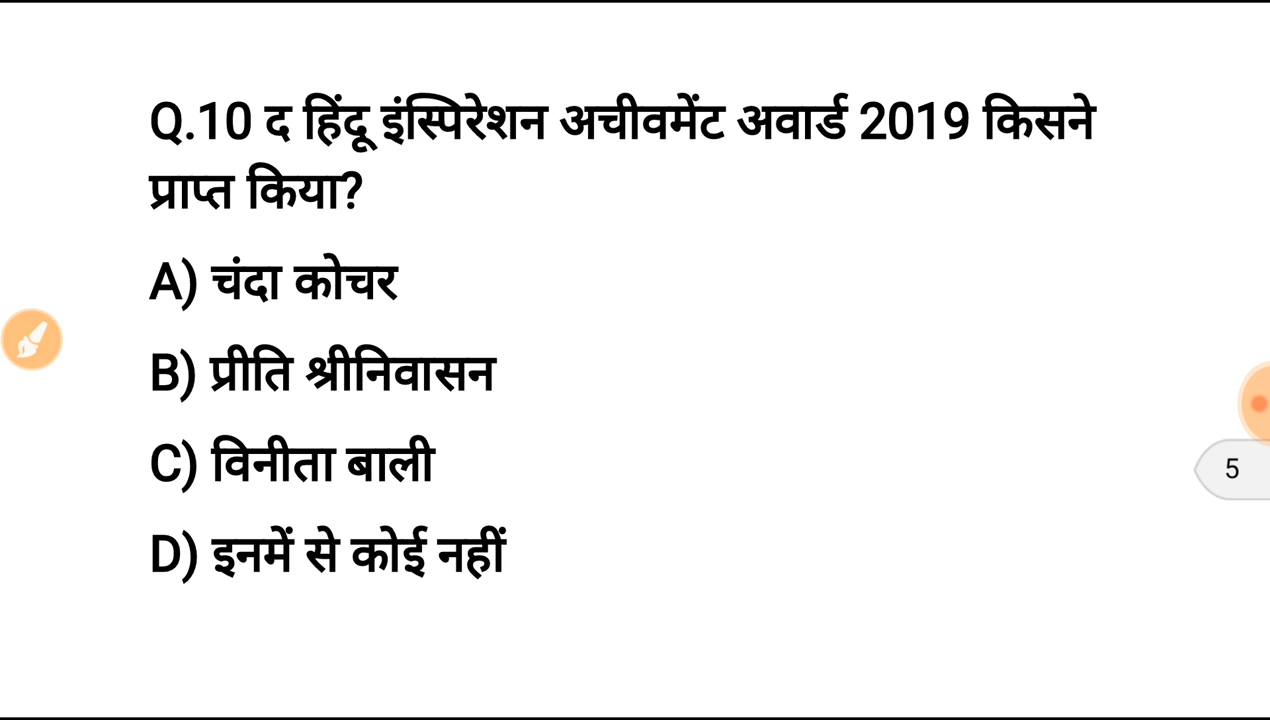 Q.10 द हिंदू इंस्पिरेशन अचीवमेंट अवार्ड 2019 किसने
प्राप्त किया?
A) चंदा कोचर
B) प्रीति श्रीनिवासन
C) विनीता बाली
5
D) इनमें से कोई नहीं